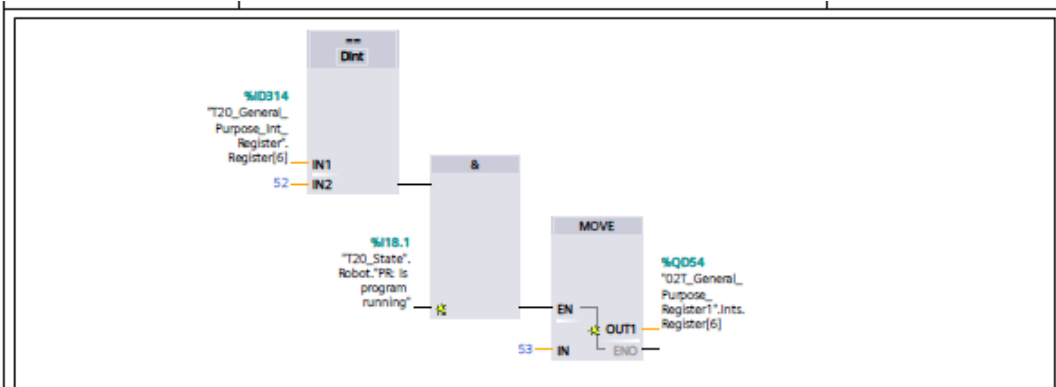 ==
DInt
%ID314
"T20_General_
Purpose_Int_
Register".
Register[6]
IN1
52
IN2
&
%I18.1
"T20_State".
Robot."PR: Is
program
running"
MOVE
EN
%QD54
"02T_General_
Purpose_
Register1".Ints.
Register[6]
OUT1
53
IN
ENO